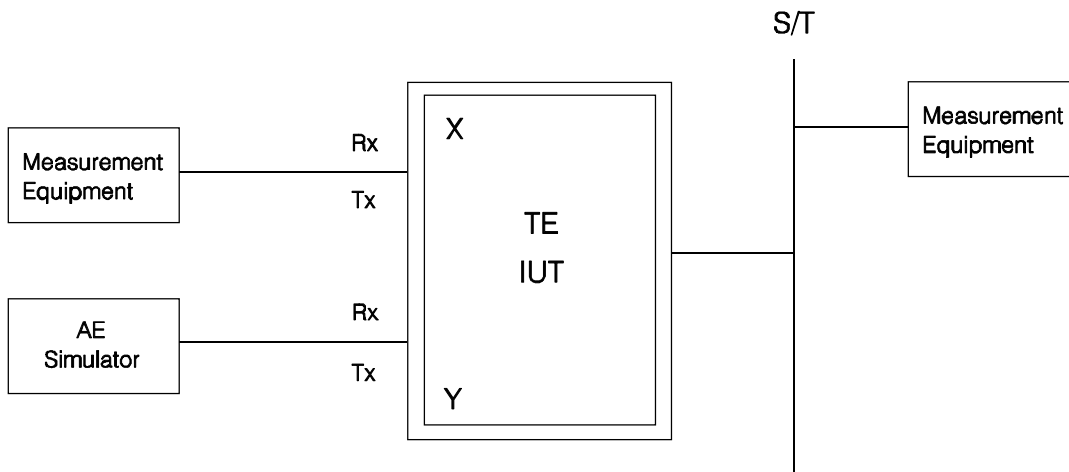 S/T
Measurement
Equipment
Rx
Tx
X
TE
IUT
Measurement
Equipment
AE
Simulator
Rx
Tx
Y